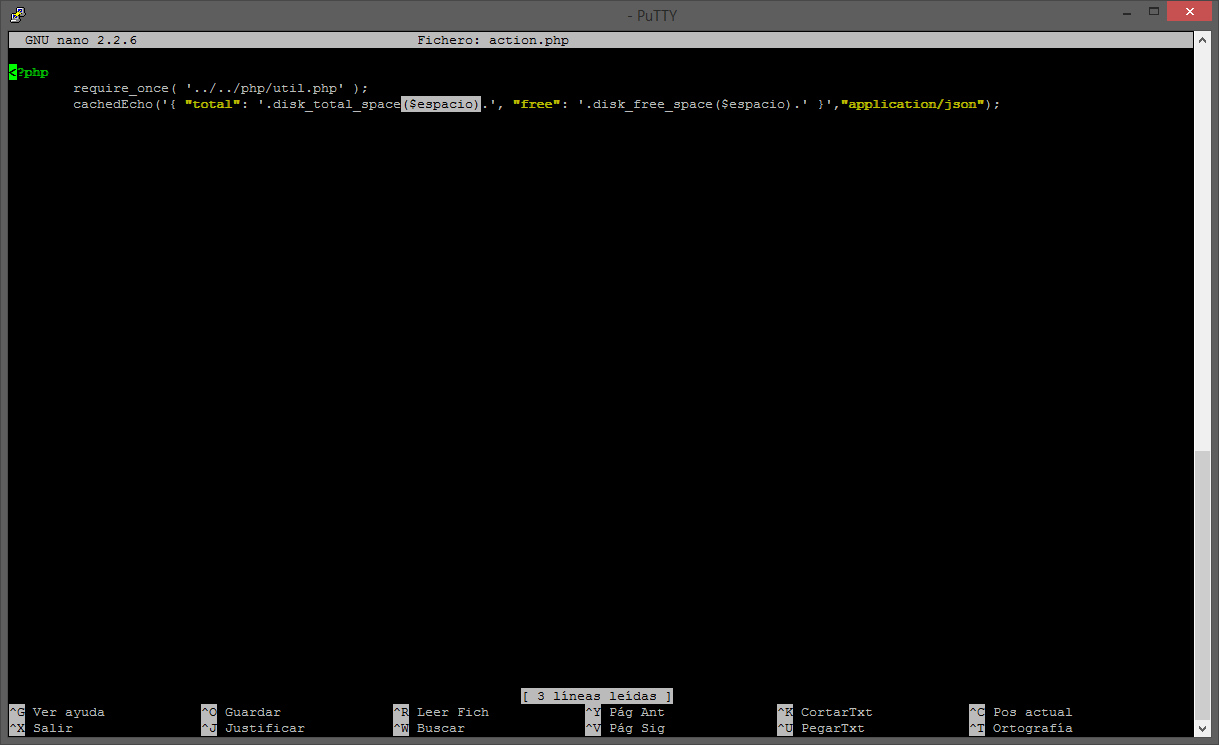 - PuTTY
GNU nano 2.2.6 Fichero: action.php
<?php
require_once( '../../php/util.php' );
cachedEcho('{ "total": '.disk_total_space($espacio).', "free": '.disk_free_space($espacio).' }',"application/json");
[ 3 líneas leídas ]
^G Ver ayuda ^O Guardar ^R Leer Fich ^Y Pág Ant ^K CortarTxt ^C Pos actual
^X Salir ^J Justificar ^W Buscar ^V Pág Sig ^U PegarTxt ^T Ortografía